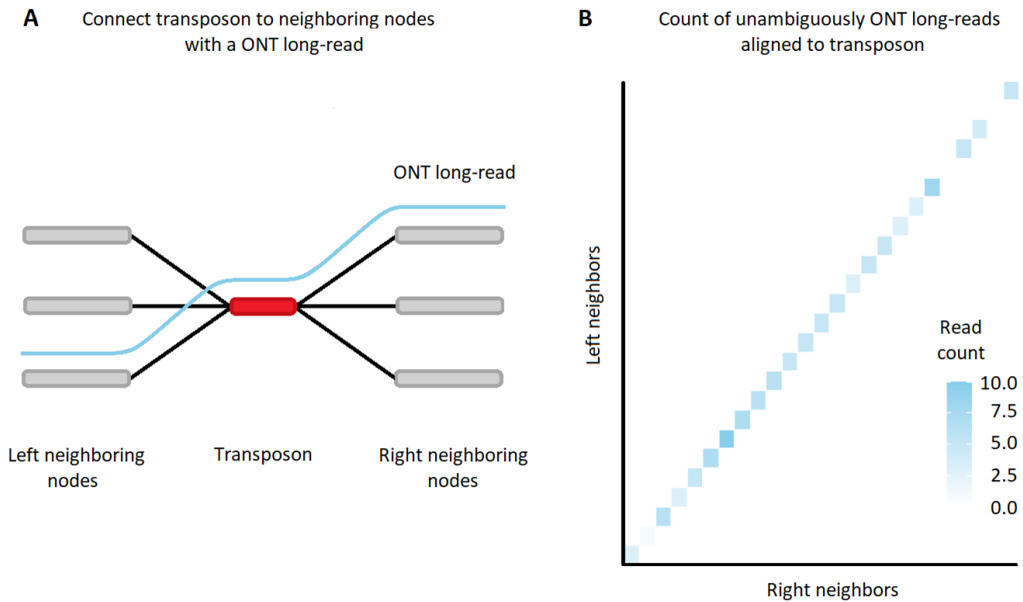 A
Connect transposon to neighboring nodes
with a ONT long-read
ONT long-read
Left neighboring
nodes
Transposon
Right neighboring
nodes
B
Count of unambiguously ONT long-reads
aligned to transposon
Left neighbors
Read
count
10.0
7.5
5.0
2.5
0.0
Right neighbors